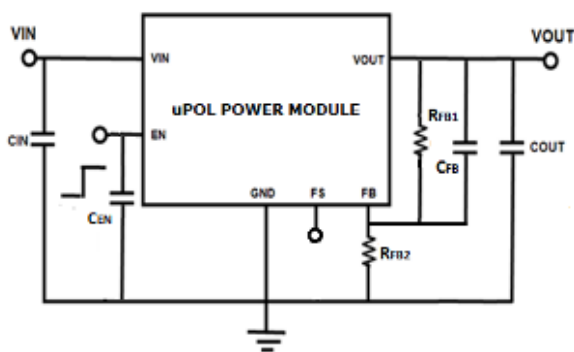 VIN
VOUT
VIN
VOUT
uPOL POWER MODULE
RFB1
CIN
EN
CFB
COUT
CEN
GND
FS
FB
RFB2